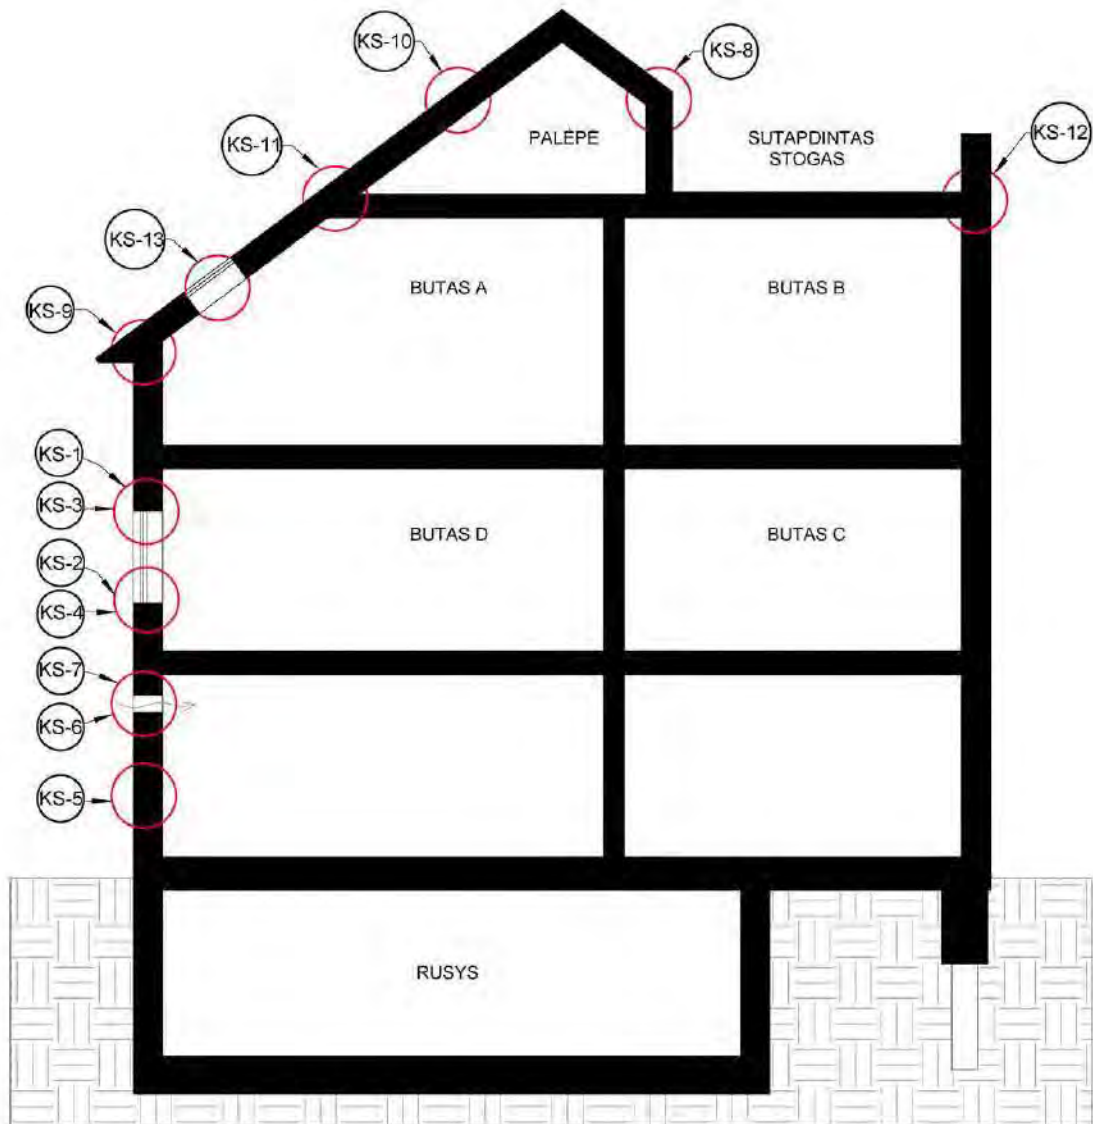 KS-10
KS-8
KS-12
KS-11
PALĖPĖ
SUTAPDINTAS
STOGAS
KS-13
BUTAS A
BUTAS B
KS-9
KS-1
KS-3
BUTAS D
BUTAS C
KS-2
KS-4
KS-7
KS-6
KS-5
RUSYS